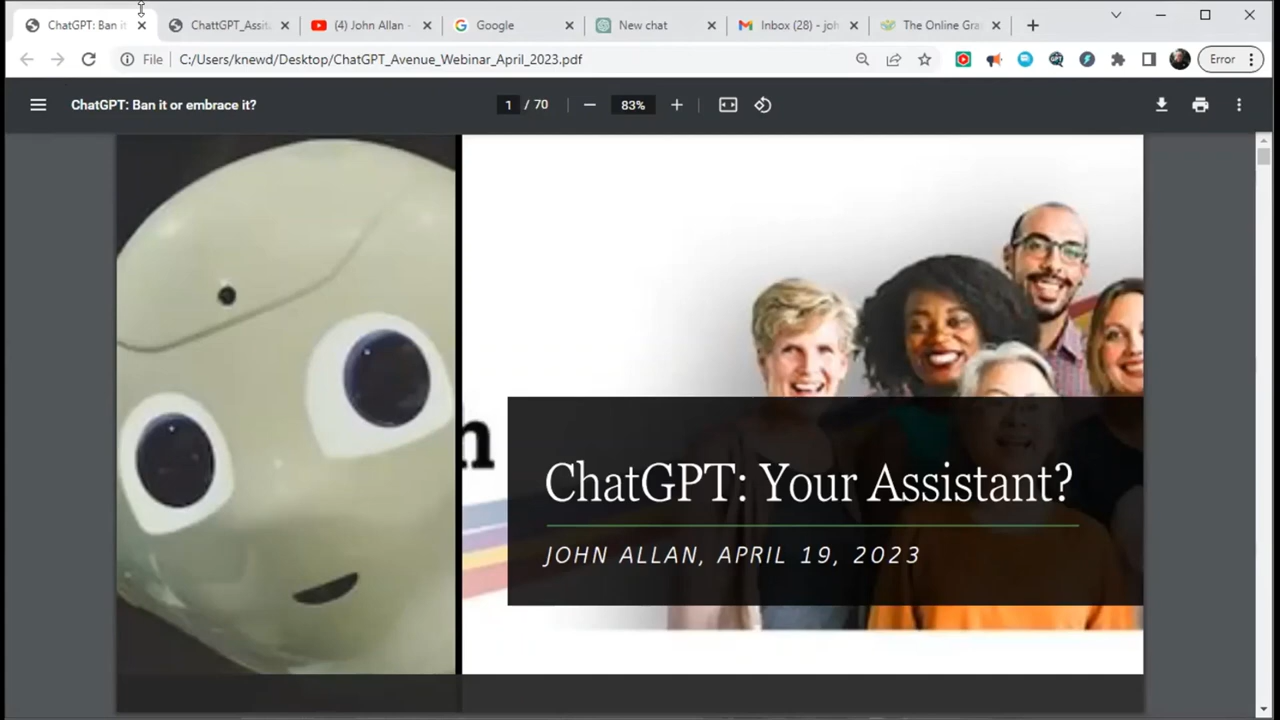 ChatGPT: Ban it
ChattGPT_Assista
(4) John Allan -
Google
New chat
Inbox (28) - joh
The Online Gra
File C:/Users/knewd/Desktop/ChatGPT_Avenue_Webinar_April_2023.pdf
Error
ChatGPT: Ban it or embrace it?
1 / 70
83%
ChatGPT: Your Assistant?
JOHN ALLAN, APRIL 19, 2023